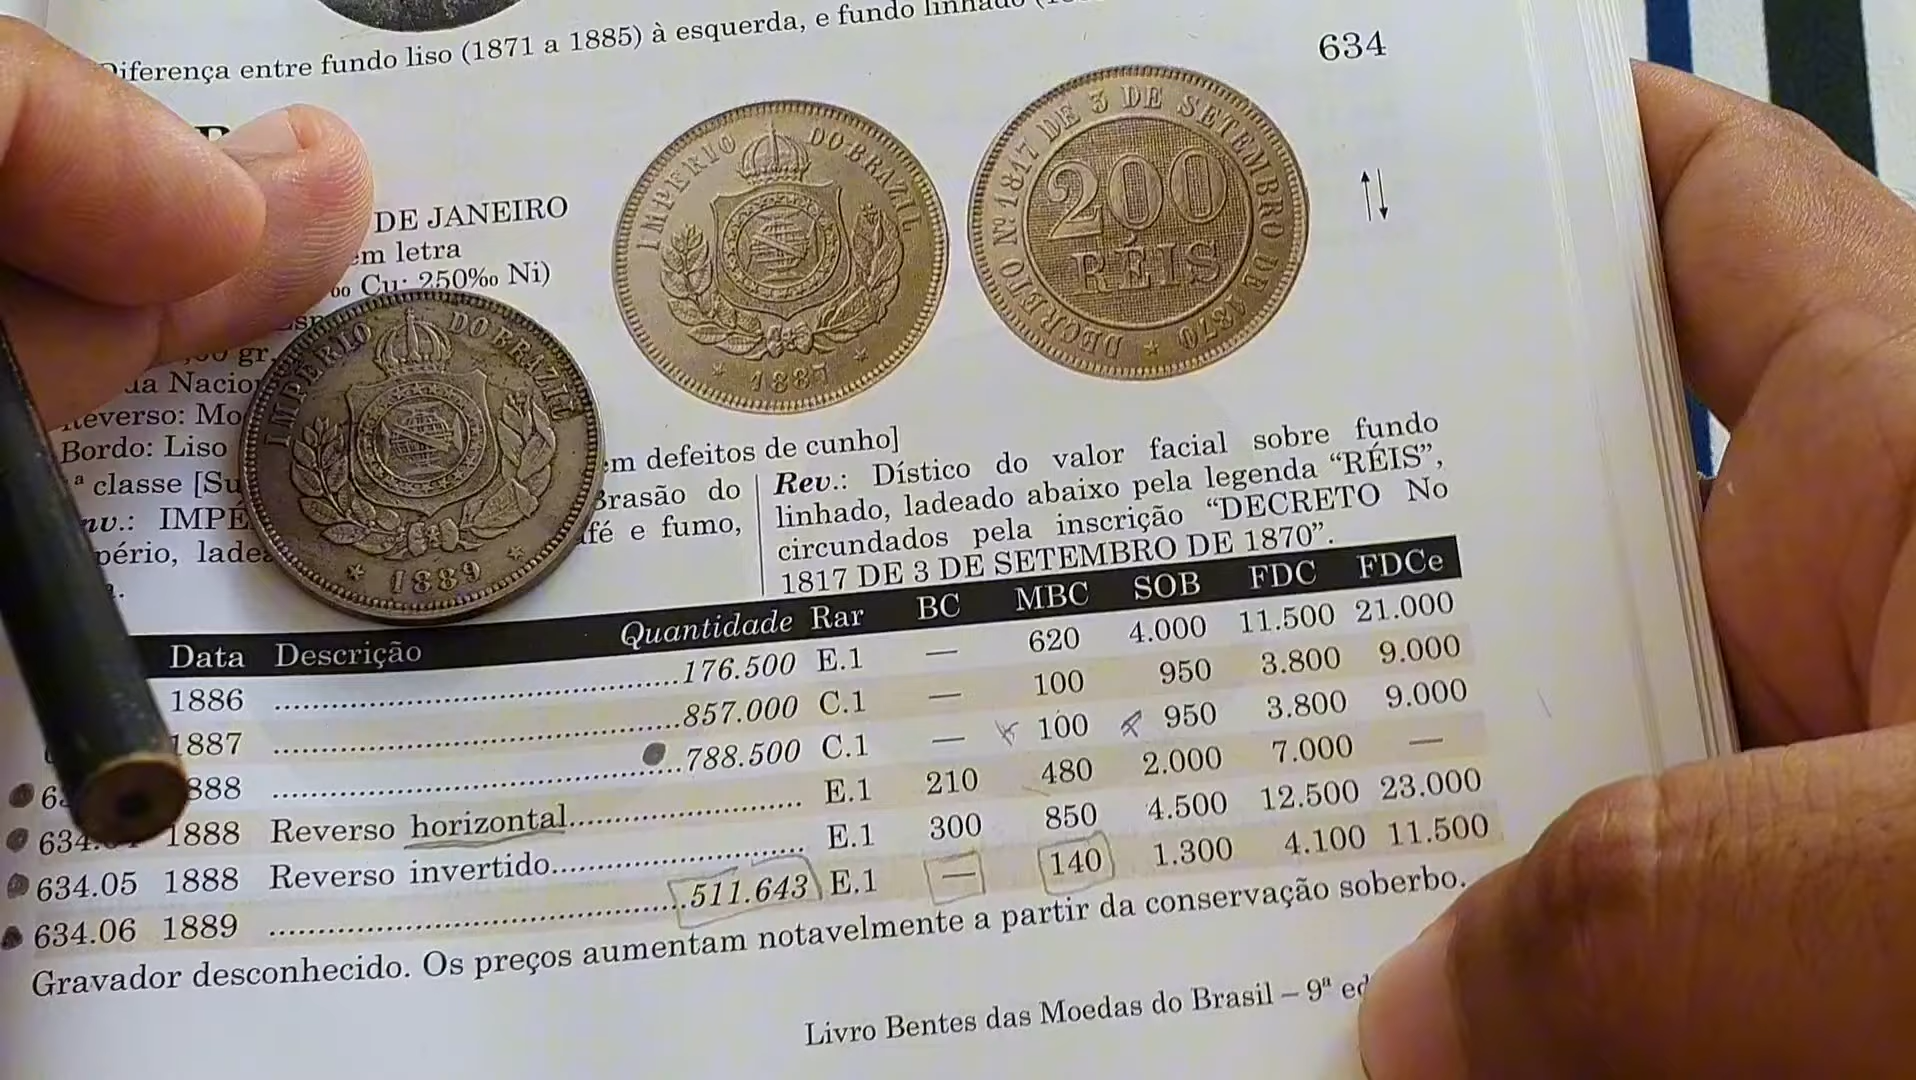 Diferença entre fundo liso (1871 a 1885) à esquerda, e fundo linhado
634
IMPERIO DO BRAZIL
1887
DECRETO Nº 1817 DE 3 DE SETEMBRO DE 1870
200
RÉIS
DE JANEIRO
em letra
Cu: 250‰ Ni)
gr.
IMPERIO DO BRAZIL
1889
Reverso:
Bordo: Liso
em defeitos de cunho]
classe
Brasão do
e fumo,
Rev.: Dístico do valor facial sobre fundo
linhado, ladeado abaixo pela legenda “RÉIS”,
circundados pela inscrição “DECRETO No
1817 DE 3 DE SETEMBRO DE 1870”.
Data Descrição Quantidade Rar BC MBC SOB FDC FDCe
1886 176.500 E.1 — 620 4.000 11.500 21.000
1887 857.000 C.1 — 100 950 3.800 9.000
888 788.500 C.1 — 100 950 3.800 9.000
1888 Reverso horizontal E.1 210 480 2.000 7.000 —
634.05 1888 Reverso invertido E.1 300 850 4.500 12.500 23.000
634.06 1889 511.643 E.1 — 140 1.300 4.100 11.500
Gravador desconhecido. Os preços aumentam notavelmente a partir da conservação soberbo.
Livro Bentes das Moedas do Brasil – 9ª ed